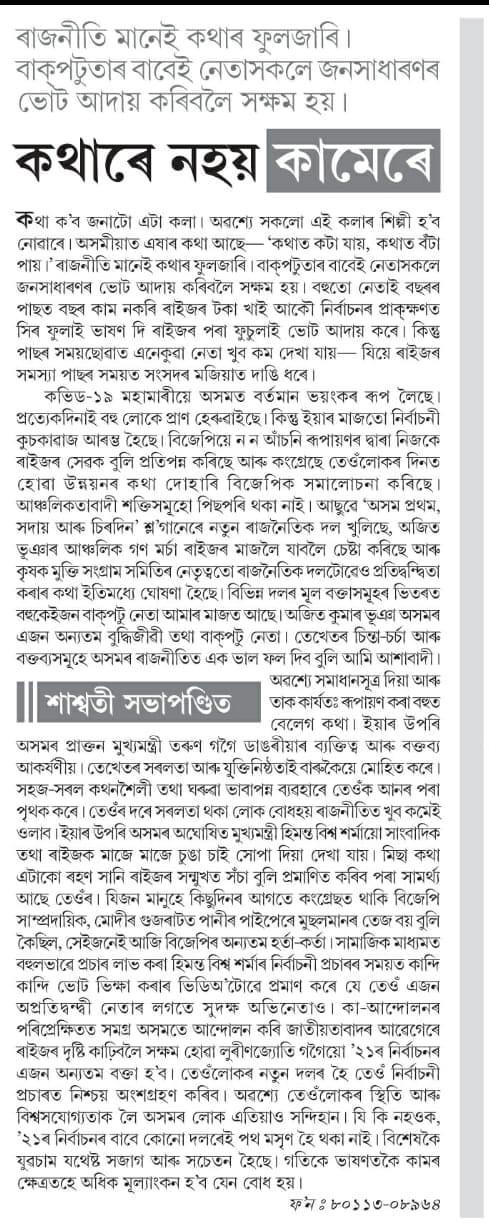 ৰাজনীতি মানেই কথাৰ ফুলজাৰি।
বাক্‌পটুতাৰ বাবেই নেতাসকলে জনসাধাৰণৰ
ভোট আদায় কৰিবলৈ সক্ষম হয়।
কথাৰে নহয় কামেৰে
কথা ক'ব জনাটো এটা কলা। অৱশ্যে সকলো এই কলাৰ শিল্পী হ'ব
নোৱাৰে। অসমীয়াত এষাৰ কথা আছে— ‘কথাত কটা যায়, কথাত বঁটা
পায়।’ ৰাজনীতি মানেই কথাৰ ফুলজাৰি। বাক্‌পটুতাৰ বাবেই নেতাসকলে
জনসাধাৰণৰ ভোট আদায় কৰিবলৈ সক্ষম হয়। বহুতো নেতাই বছৰৰ
পাছত বছৰ কাম নকৰি ৰাইজৰ টকা খাই আকৌ নিৰ্বাচনৰ প্ৰাক্‌ক্ষণত
সিৰ ফুলাই ভাষণ দি ৰাইজৰ পৰা ফুচুলাই ভোট আদায় কৰে। কিন্তু
পাছৰ সময়ছোৱাত এনেকুৱা নেতা খুব কম দেখা যায়— যিয়ে ৰাইজৰ
সমস্যা পাছৰ সময়ত সংসদৰ মজিয়াত দাঙি ধৰে।
কভিড-১৯ মহামাৰীয়ে অসমত বৰ্তমান ভয়ংকৰ ৰূপ লৈছে।
প্ৰত্যেকদিনাই বহু লোকে প্ৰাণ হেৰুৱাইছে। কিন্তু ইয়াৰ মাজতো নিৰ্বাচনী
কুচকাৱাজ আৰম্ভ হৈছে। বিজেপিয়ে ন ন আঁচনি ৰূপায়ণৰ দ্বাৰা নিজকে
ৰাইজৰ সেৱক বুলি প্ৰতিপন্ন কৰিছে আৰু কংগ্ৰেছে তেওঁলোকৰ দিনত
হোৱা উন্নয়নৰ কথা দোহাৰি বিজেপিক সমালোচনা কৰিছে।
আঞ্চলিকতাবাদী শক্তিসমূহো পিছপৰি থকা নাই। আছুৱে ‘অসম প্ৰথম,
সদায় আৰু চিৰদিন’ শ্ল'গানেৰে নতুন ৰাজনৈতিক দল খুলিছে, অজিত
ভূঞাৰ আঞ্চলিক গণ মৰ্চা ৰাইজৰ মাজলৈ যাবলৈ চেষ্টা কৰিছে আৰু
কৃষক মুক্তি সংগ্ৰাম সমিতিৰ নেতৃত্বতো ৰাজনৈতিক দলটোৱেও প্ৰতিদ্বন্দ্বিতা
কৰাৰ কথা ইতিমধ্যে ঘোষণা হৈছে। বিভিন্ন দলৰ মূল বক্তাসমূহৰ ভিতৰত
বহুকেইজন বাক্‌পটু নেতা আমাৰ মাজত আছে। অজিত কুমাৰ ভূঞা অসমৰ
এজন অন্যতম বুদ্ধিজীৱী তথা বাক্‌পটু নেতা। তেখেতৰ চিন্তা-চৰ্চা আৰু
বক্তব্যসমূহে অসমৰ ৰাজনীতিত এক ভাল ফল দিব বুলি আমি আশাবাদী।
অৱশ্যে সমাধানসূত্ৰ দিয়া আৰু
তাক কাৰ্যতঃ ৰূপায়ণ কৰা বহুত
বেলেগ কথা। ইয়াৰ উপৰি
শাশ্বতী সভাপণ্ডিত
অসমৰ প্ৰাক্তন মুখ্যমন্ত্ৰী তৰুণ গগৈ ডাঙৰীয়াৰ ব্যক্তিত্ব আৰু বক্তব্য
আকৰ্ষণীয়। তেখেতৰ সৰলতা আৰু যুক্তিনিষ্ঠতাই বাৰুকৈয়ে মোহিত কৰে।
সহজ-সৰল কথনশৈলী তথা ঘৰুৱা ভাবাপন্ন ব্যৱহাৰে তেওঁক আনৰ পৰা
পৃথক কৰে। তেওঁৰ দৰে সৰলতা থকা লোক বোধহয় ৰাজনীতিত খুব কমেই
ওলাব। ইয়াৰ উপৰি অসমৰ অঘোষিত মুখ্যমন্ত্ৰী হিমন্ত বিশ্ব শৰ্মায়ো সাংবাদিক
তথা ৰাইজক মাজে মাজে চুঙা চাই সোপা দিয়া দেখা যায়। মিছা কথা
এটাকো ৰহণ সানি ৰাইজৰ সন্মুখত সঁচা বুলি প্ৰমাণিত কৰিব পৰা সামৰ্থ্য
আছে তেওঁৰ। যিজন মানুহে কিছুদিনৰ আগতে কংগ্ৰেছত থাকি বিজেপি
সাম্প্ৰদায়িক, মোদীৰ গুজৰাটত পানীৰ পাইপেৰে মুছলমানৰ তেজ বয় বুলি
কৈছিল, সেইজনেই আজি বিজেপিৰ অন্যতম হৰ্তা-কৰ্তা। সামাজিক মাধ্যমত
বহুলভাৱে প্ৰচাৰ লাভ কৰা হিমন্ত বিশ্ব শৰ্মাৰ নিৰ্বাচনী প্ৰচাৰৰ সময়ত কান্দি
কান্দি ভোট ভিক্ষা কৰাৰ ভিডিঅ'টোৱে প্ৰমাণ কৰে যে তেওঁ এজন
অপ্ৰতিদ্বন্দ্বী নেতাৰ লগতে সুদক্ষ অভিনেতাও। কা-আন্দোলনৰ
পৰিপ্ৰেক্ষিতত সমগ্ৰ অসমতে আন্দোলন কৰি জাতীয়তাবাদৰ আৱেগেৰে
ৰাইজৰ দৃষ্টি কাঢ়িবলৈ সক্ষম হোৱা লুৰীণজ্যোতি গগৈয়ো '২১ৰ নিৰ্বাচনৰ
এজন অন্যতম বক্তা হ'ব। তেওঁলোকৰ নতুন দলৰ হৈ তেওঁ নিৰ্বাচনী
প্ৰচাৰত নিশ্চয় অংশগ্ৰহণ কৰিব। অৱশ্যে তেওঁলোকৰ স্থিতি আৰু
বিশ্বাসযোগ্যতাক লৈ অসমৰ লোক এতিয়াও সন্দিহান। যি কি নহওক,
'২১ৰ নিৰ্বাচনৰ বাবে কোনো দলৰেই পথ মসৃণ হৈ থকা নাই। বিশেষকৈ
যুৱচাম যথেষ্ট সজাগ আৰু সচেতন হৈছে। গতিকে ভাষণতকৈ কামৰ
ক্ষেত্ৰতহে অধিক মূল্যাংকন হ'ব যেন বোধ হয়।
ফ'ন ঃ ৮০১১৩-০৮৯৬৪